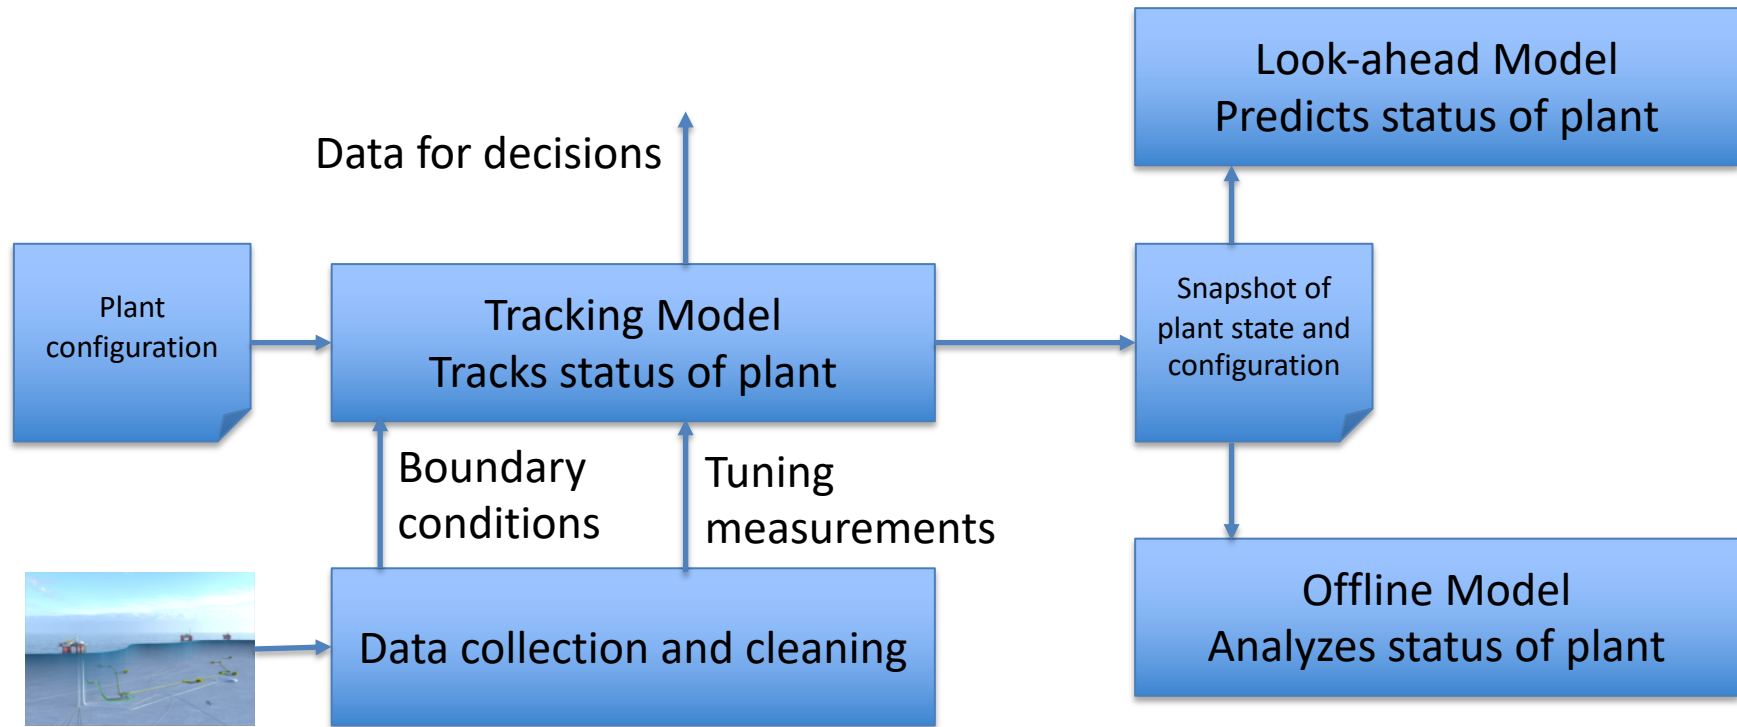 Look-ahead Model
Predicts status of plant
Data for decisions
Plant
configuration
Tracking Model
Tracks status of plant
Snapshot of
plant state and
configuration
Boundary
conditions
Tuning
measurements
Data collection and cleaning
Offline Model
Analyzes status of plant